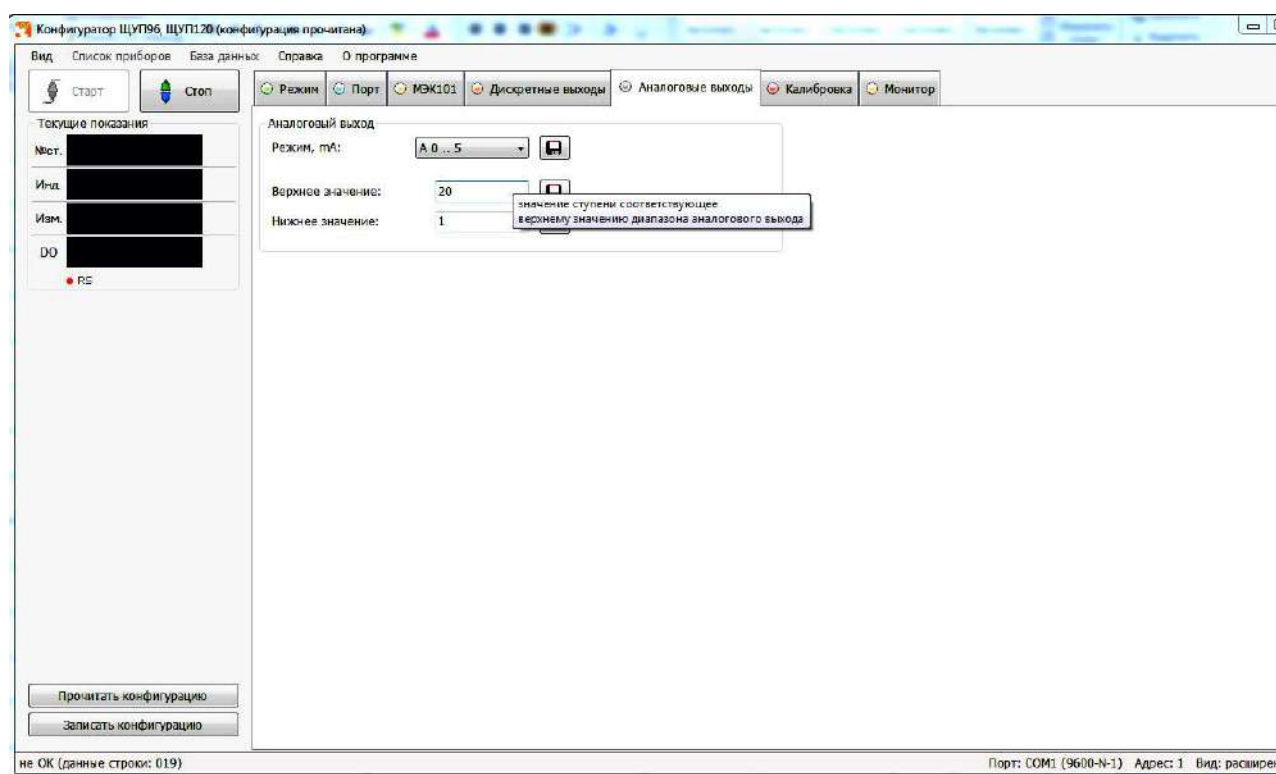 Конфигуратор ЩУП96, ЩУП120 (конфигурация прочитана)
Вид Список приборов База данных Справка О программе
Старт Стоп Режим Порт МЭК101 Дискретные выходы Аналоговые выходы Калибровка Монитор
Текущие показания
№ст.
Инд.
Изм.
DO
RS
Аналоговый выход
Режим, mA: A 0 .. 5
Верхнее значение: 20
Нижнее значение: 1
значение ступени соответствующее
верхнему значению диапазона аналогового выхода
Прочитать конфигурацию
Записать конфигурацию
не OK (данные строки: 019) Порт: COM1 (9600-N-1) Адрес: 1 Вид: расширен